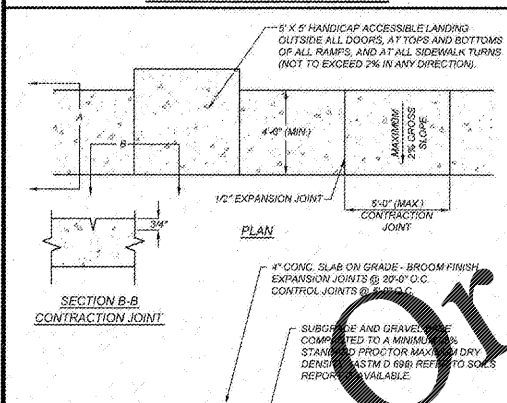 5' X 5' HANDICAP ACCESSIBLE LANDING
OUTSIDE ALL DOORS, AT TOPS AND BOTTOMS
OF ALL RAMPS, AND AT ALL SIDEWALK TURNS
(NOT TO EXCEED 2% IN ANY DIRECTION).
A
B
4'-0" (MIN.)
MAXIMUM
2% CROSS
SLOPE
1/2" EXPANSION JOINT
5'-0" (MAX.)
CONTRACTION
JOINT
3/4"
PLAN
SECTION B-B
CONTRACTION JOINT
4" CONC. SLAB ON GRADE - BROOM FINISH
EXPANSION JOINTS @ 20'-0" O.C.
CONTROL JOINTS @ O.C.
SUBGRADE AND GRAVEL BASE
COMPACTED TO A MINIMUM
STANDARD PROCTOR MAXIMUM DRY
DENSITY (ASTM D 698) REFER TO SOILS
REPORT IF AVAILABLE.
Or